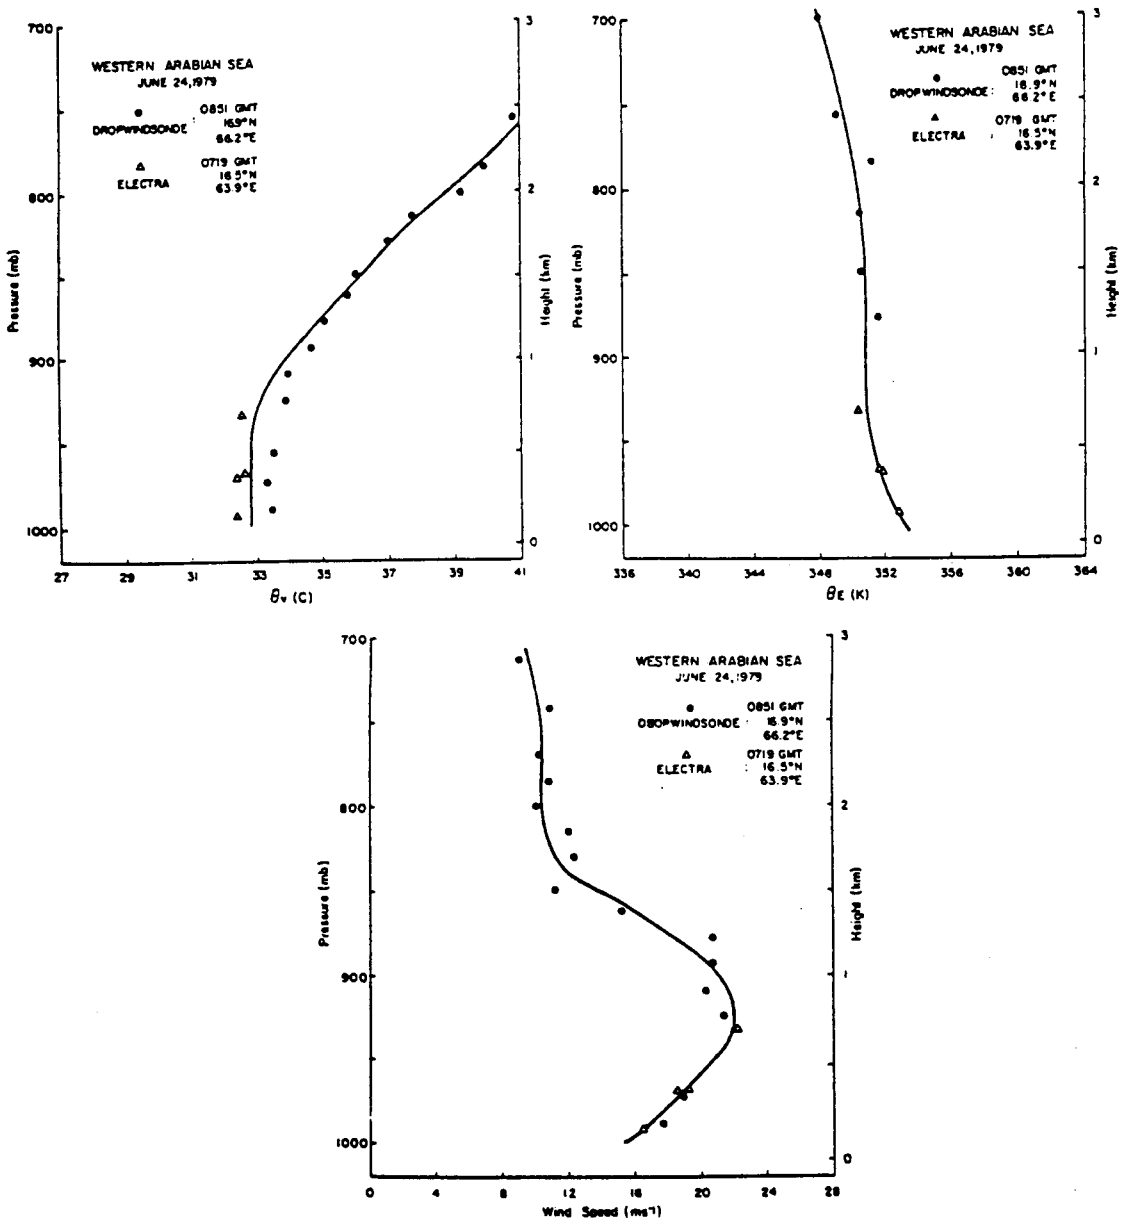 700
800
900
1000
Pressure (mb)
WESTERN ARABIAN SEA
JUNE 24,1979
0851 GMT
DROPWINDSONDE :
16.9°N
66.2°E
0719 GMT
16.5°N
ELECTRA
63.9°E
3
2
1
0
Height (km)
27 29 31 33 35 37 39 41
θv (C)
700
800
900
1000
Pressure (mb)
WESTERN ARABIAN SEA
JUNE 24,1979
0851 GMT
16.9°N
DROPWINDSONDE :
66.2°E
0719 GMT
ELECTRA : 16.5°N
63.9°E
3
2
1
0
Height (km)
336 340 344 348 352 356 360 364
θE (K)
700
800
900
1000
Pressure (mb)
WESTERN ARABIAN SEA
JUNE 24,1979
0851 GMT
DROPWINDSONDE : 16.9°N
66.2°E
0719 GMT
ELECTRA : 16.5°N
63.9°E
3
2
1
0
Height (km)
0 4 8 12 16 20 24 28
Wind Speed (ms⁻¹)